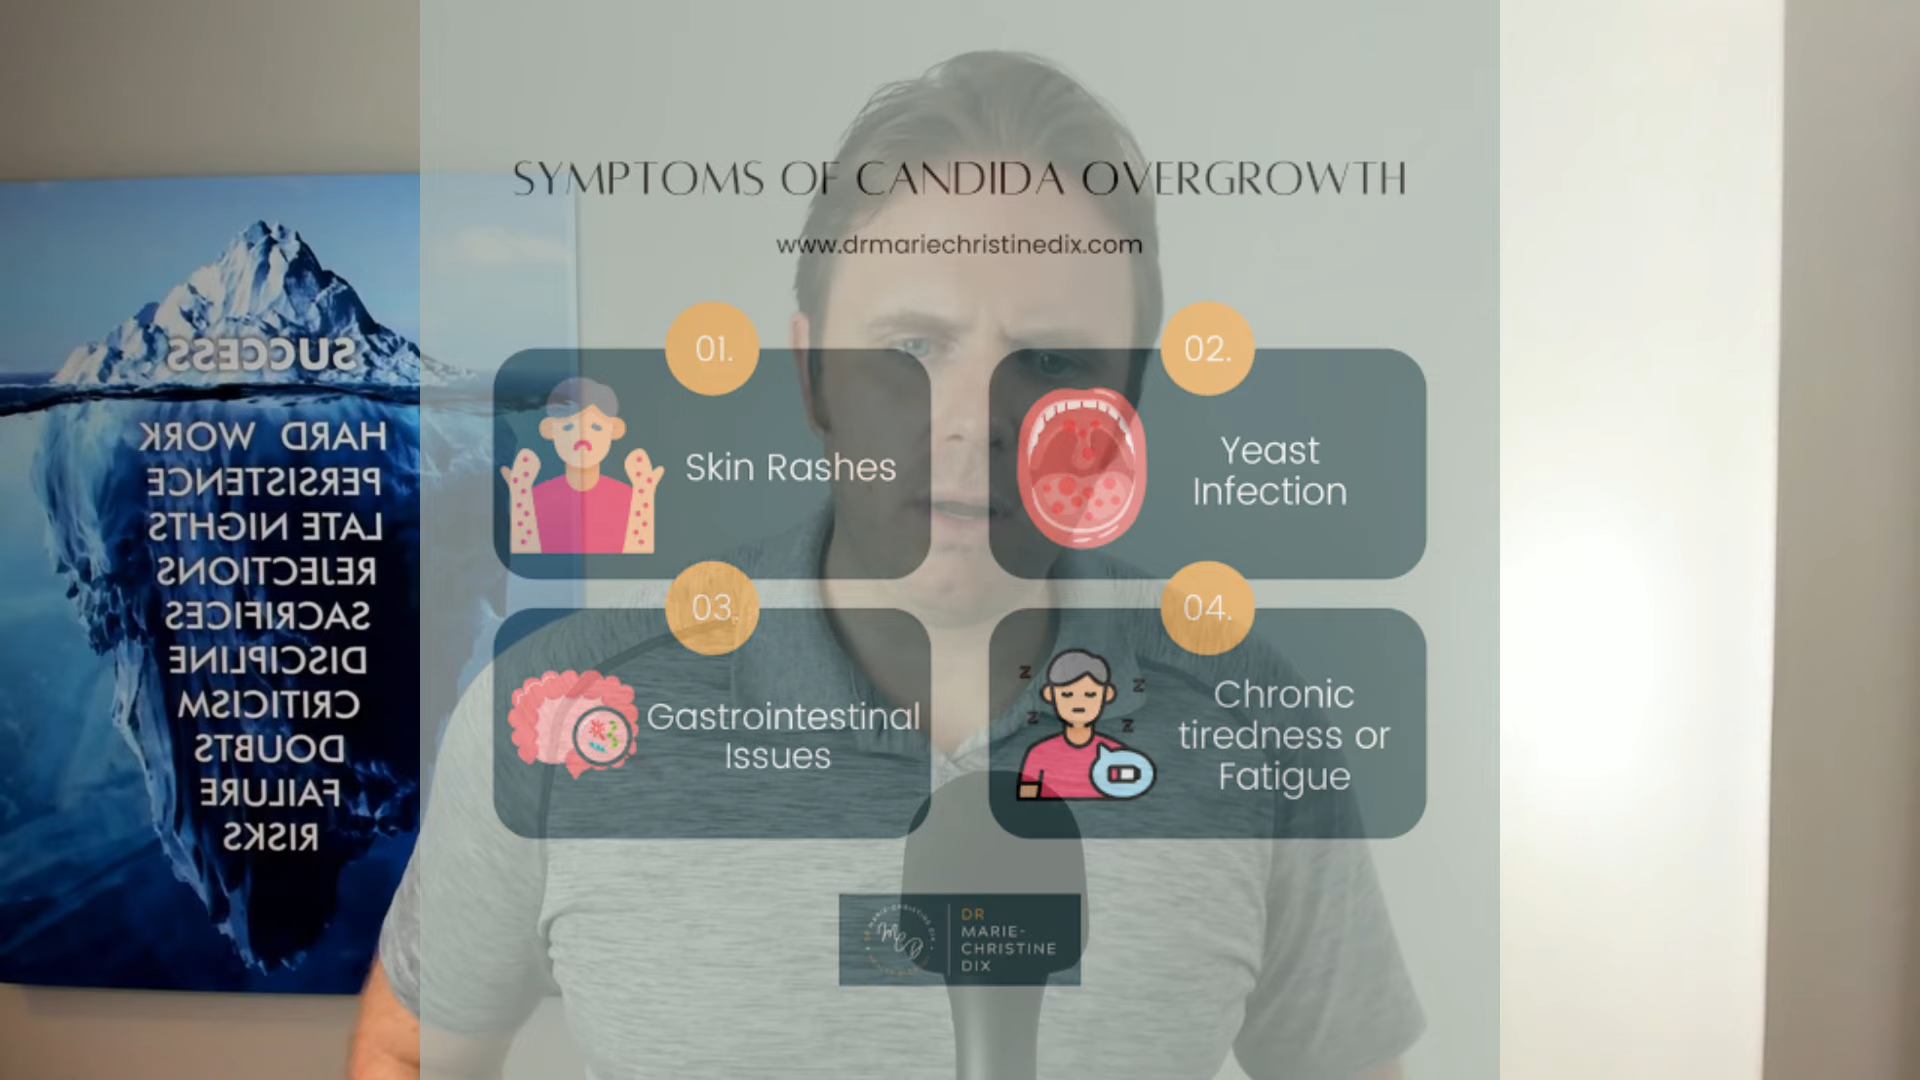 SYMPTOMS OF CANDIDA OVERGROWTH
www.drmariechristinedix.com
01.
Skin Rashes
02.
Yeast
Infection
03.
Gastrointestinal
Issues
04.
Chronic
tiredness or
Fatigue
Z
Z
Z
Z
DR
MARIE-
CHRISTINE
DIX
SUCCESS
HARD WORK
PERSISTENCE
LATE NIGHTS
REJECTIONS
SACRIFICES
DISCIPLINE
CRITICISM
DOUBTS
FAILURE
RISKS